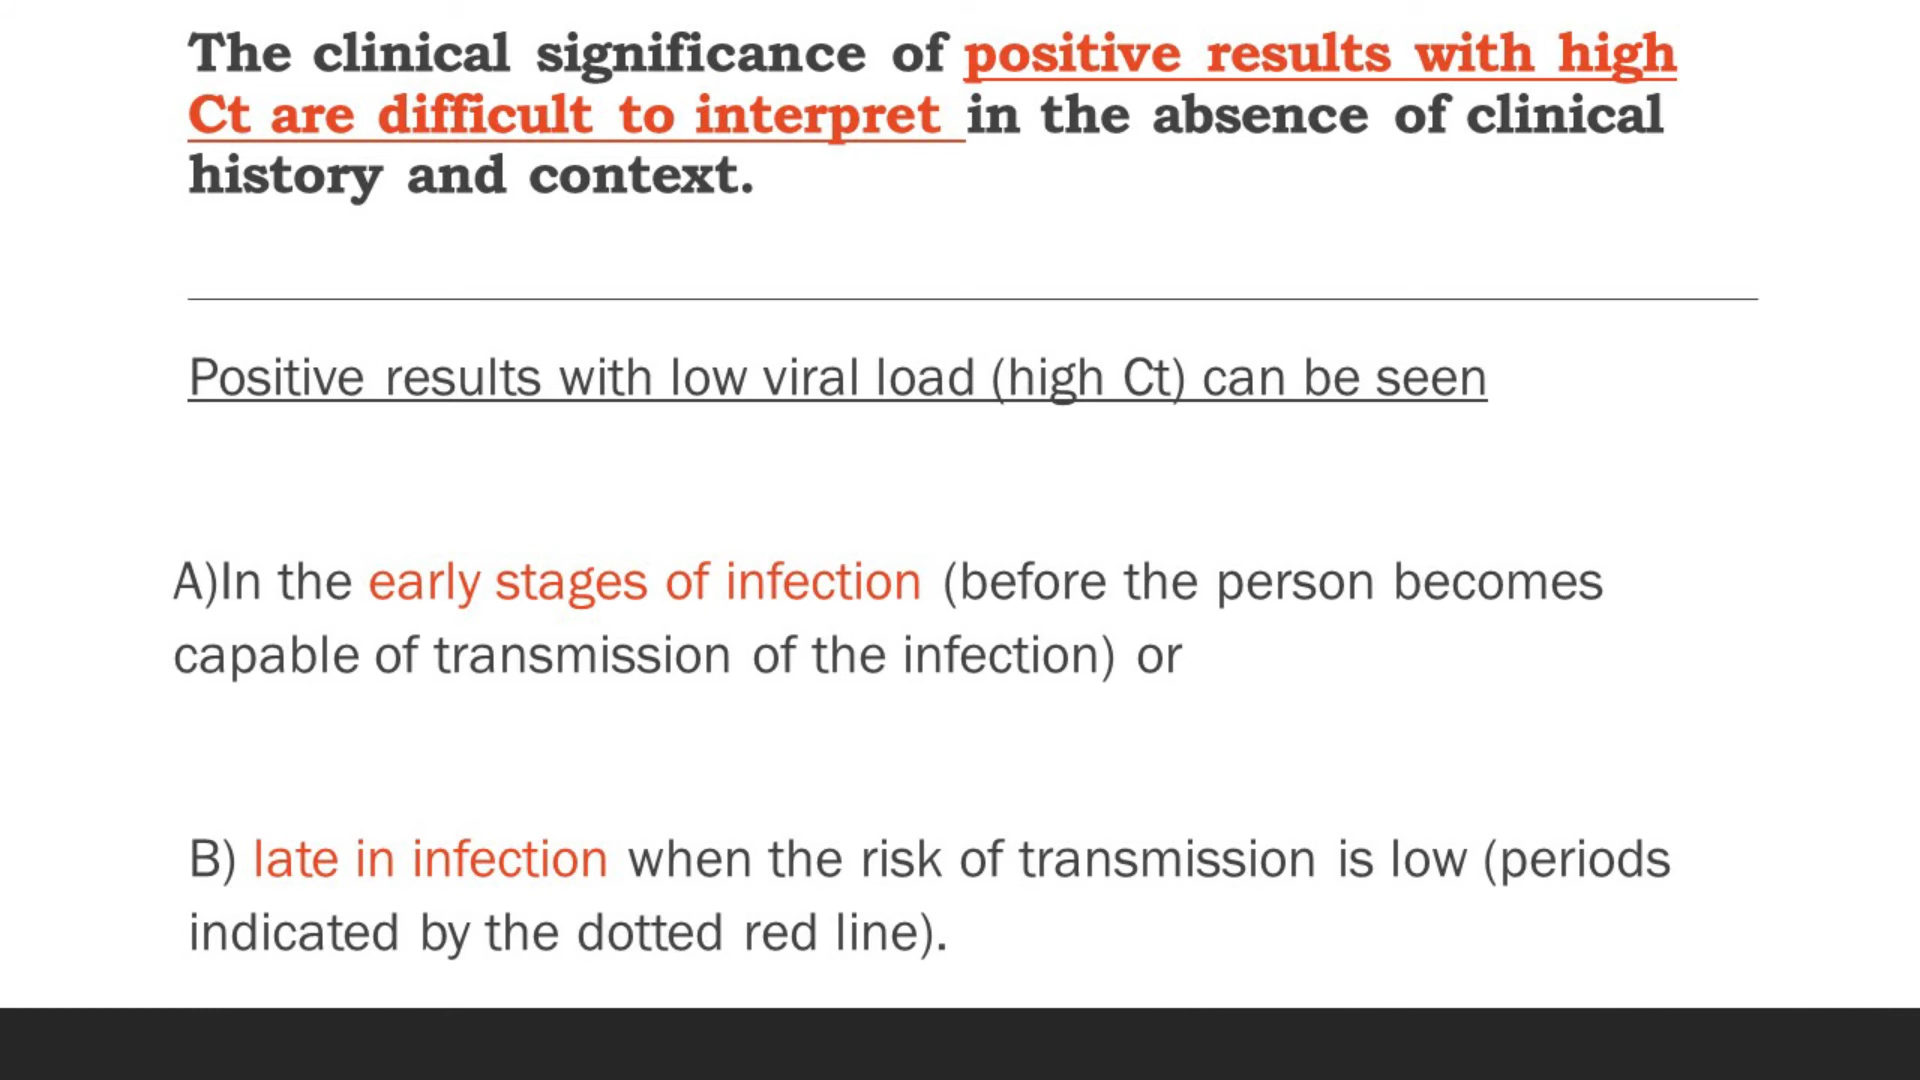 The clinical significance of positive results with high
Ct are difficult to interpret in the absence of clinical
history and context.
Positive results with low viral load (high Ct) can be seen
A)In the early stages of infection (before the person becomes
capable of transmission of the infection) or
B) late in infection when the risk of transmission is low (periods
indicated by the dotted red line).